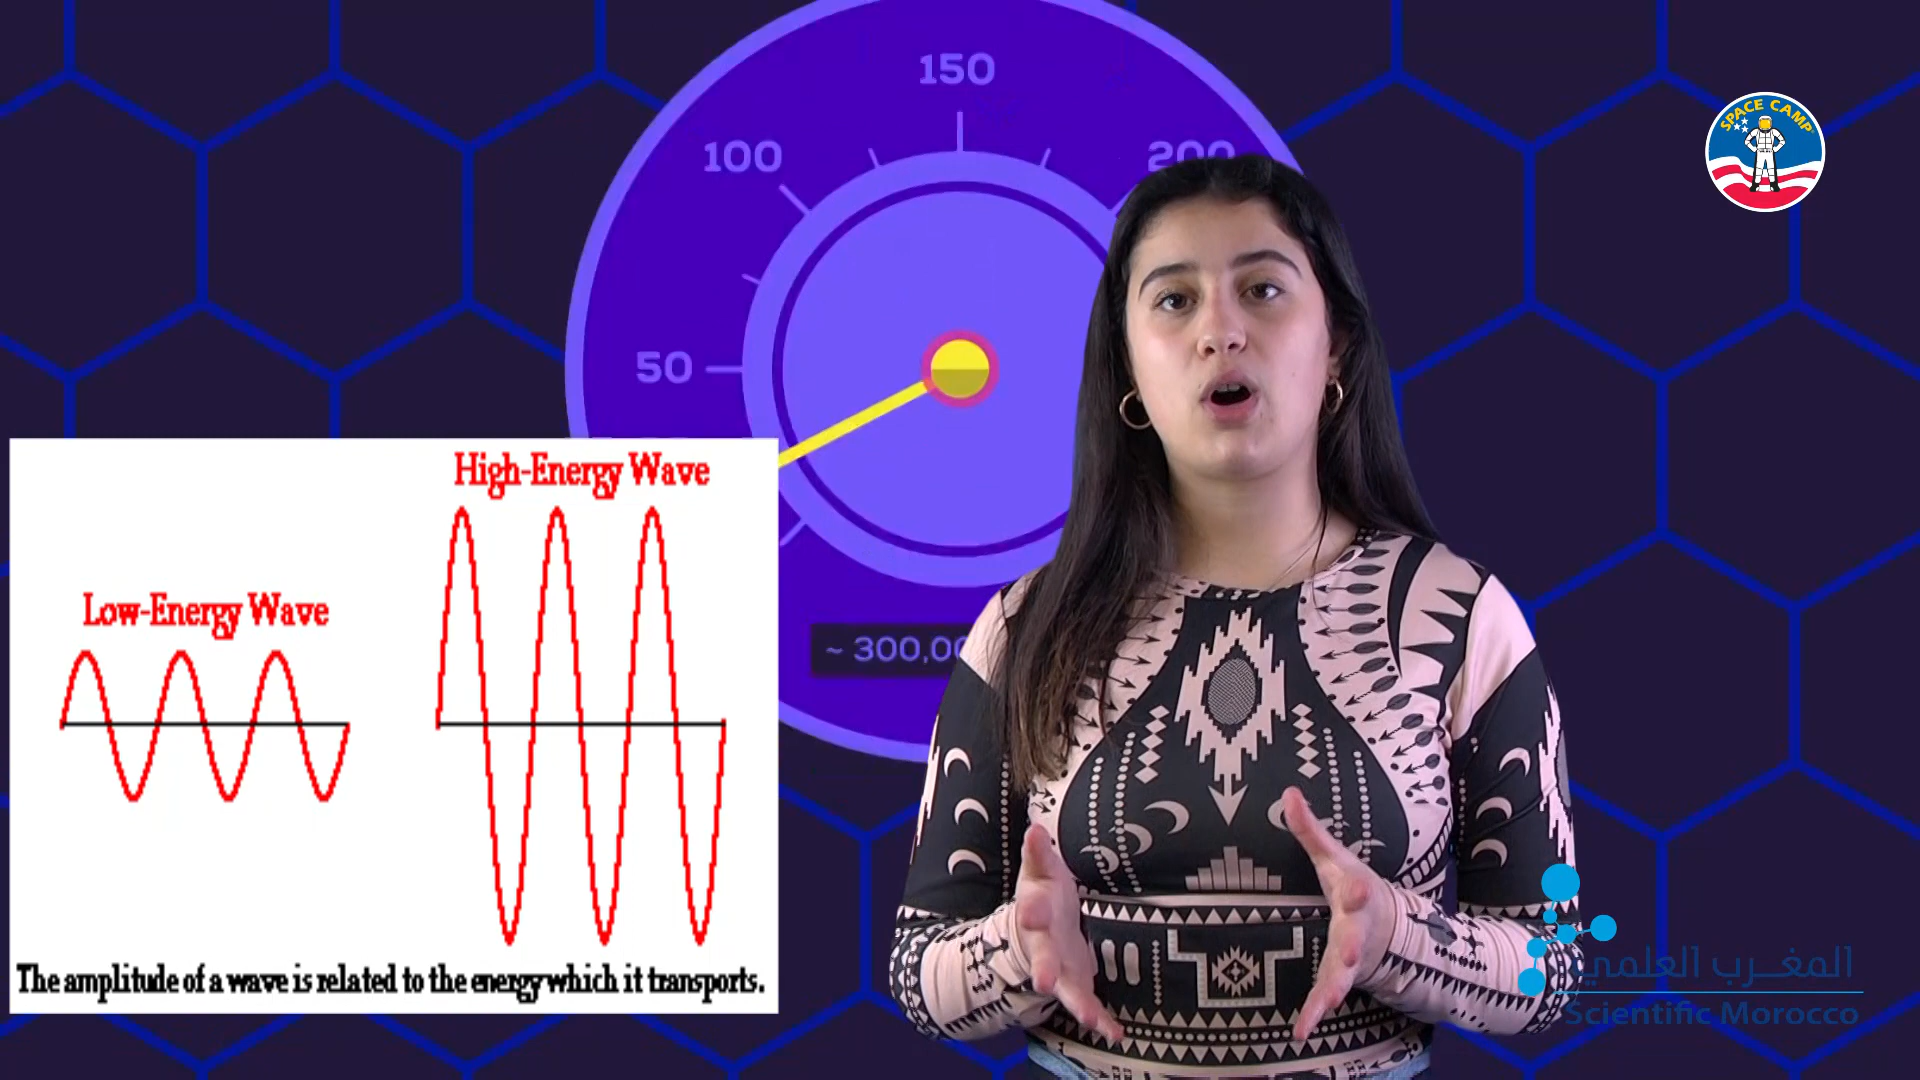 150
100
200
50
SPACE CAMP
High-Energy Wave
Low-Energy Wave
~ 300,00
The amplitude of a wave is related to the energy which it transports.
المغرب العلمي
Scientific Morocco